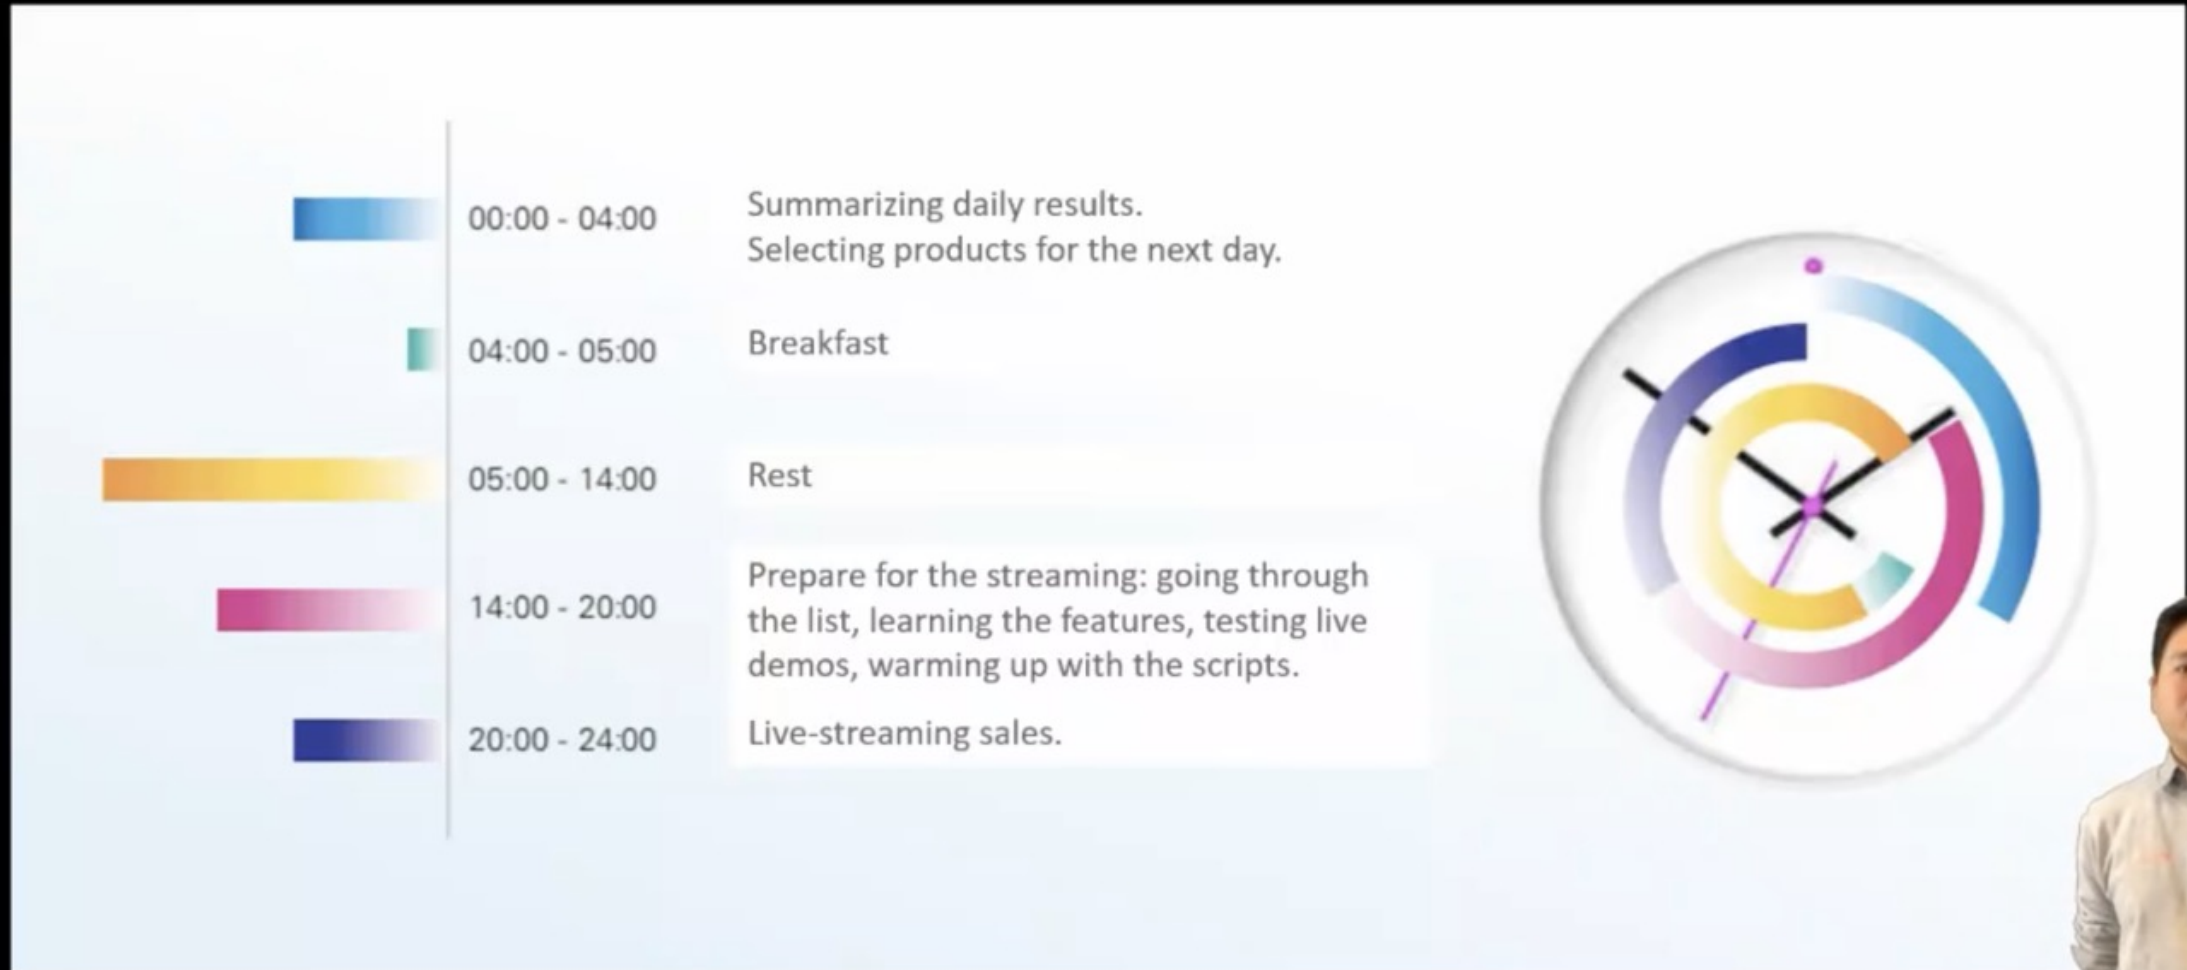 00:00 - 04:00
Summarizing daily results.
Selecting products for the next day.
04:00 - 05:00
Breakfast
05:00 - 14:00
Rest
14:00 - 20:00
Prepare for the streaming: going through
the list, learning the features, testing live
demos, warming up with the scripts.
20:00 - 24:00
Live-streaming sales.